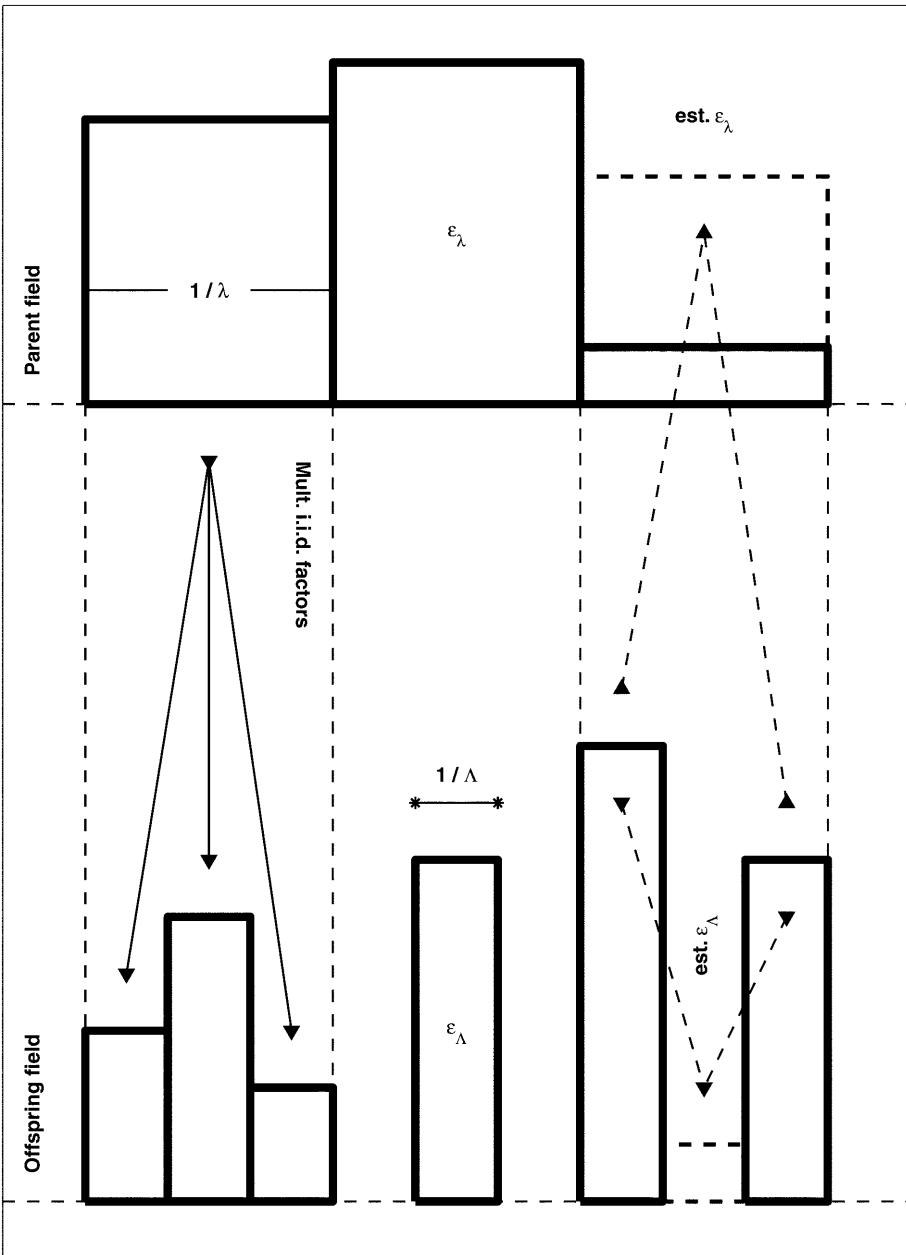 est. ε_λ
ε_λ
1 / λ
Parent field
Mult. i.i.d. factors
1 / Λ
est. ε_Λ
ε_Λ
Offspring field